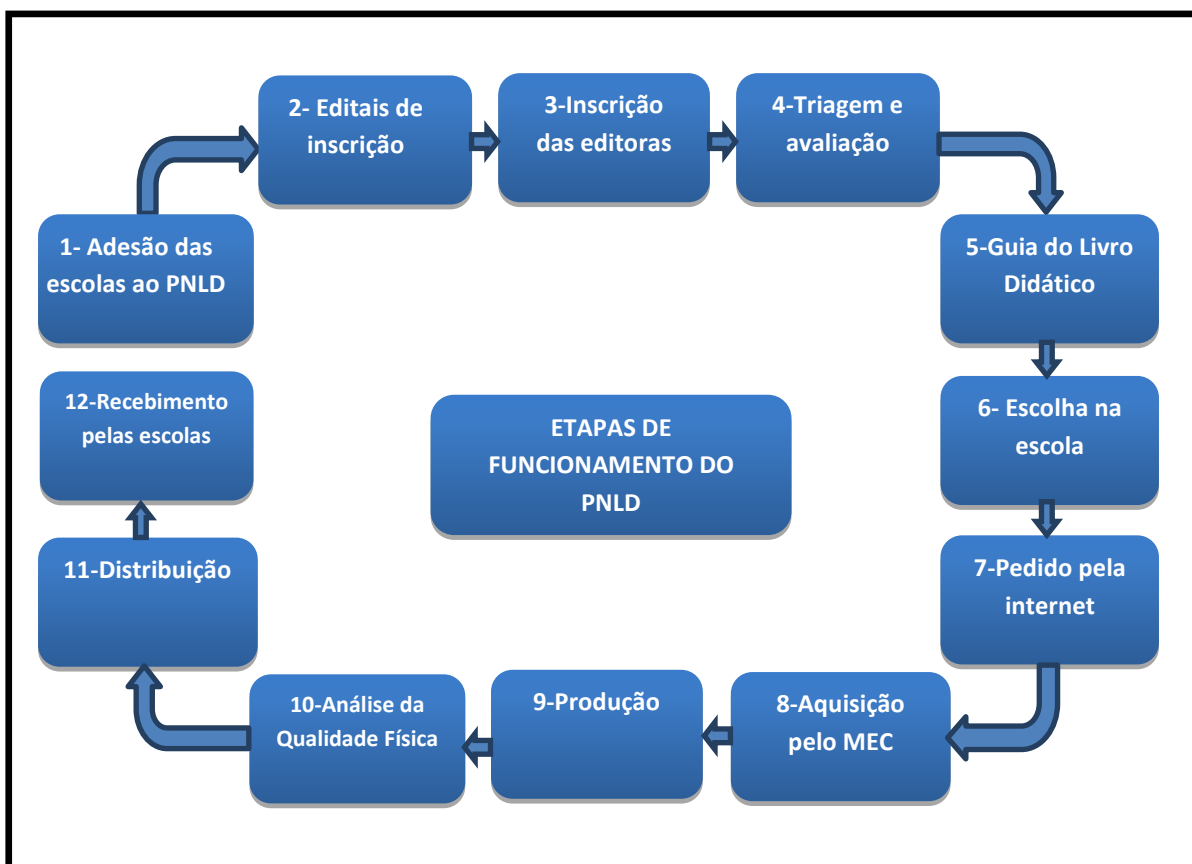 1- Adesão das
escolas ao PNLD
2- Editais de
inscrição
3-Inscrição
das editoras
4-Triagem e
avaliação
5-Guia do Livro
Didático
6- Escolha na
escola
7-Pedido pela
internet
8-Aquisição
pelo MEC
9-Produção
10-Análise da
Qualidade Física
11-Distribuição
12-Recebimento
pelas escolas
ETAPAS DE
FUNCIONAMENTO DO
PNLD